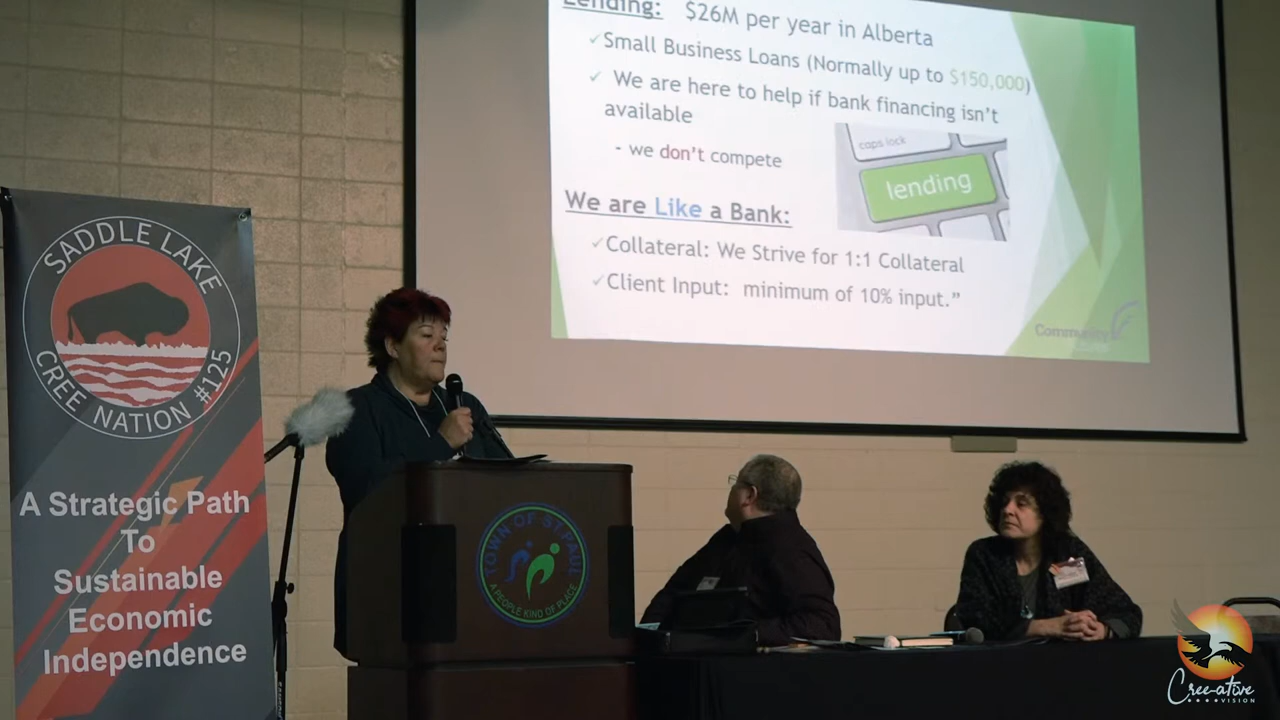 Lending: $26M per year in Alberta
✓Small Business Loans (Normally up to $150,000)
✓ We are here to help if bank financing isn't
available
- we don't compete
caps lock
lending
We are Like a Bank:
✓Collateral: We Strive for 1:1 Collateral
✓Client Input: minimum of 10% input.”
Community
SADDLE LAKE
CREE NATION #125
A Strategic Path
To
Sustainable
Economic
Independence
TOWN OF ST. PAUL
A PEOPLE KIND OF PLACE
Cree-ative
VISION